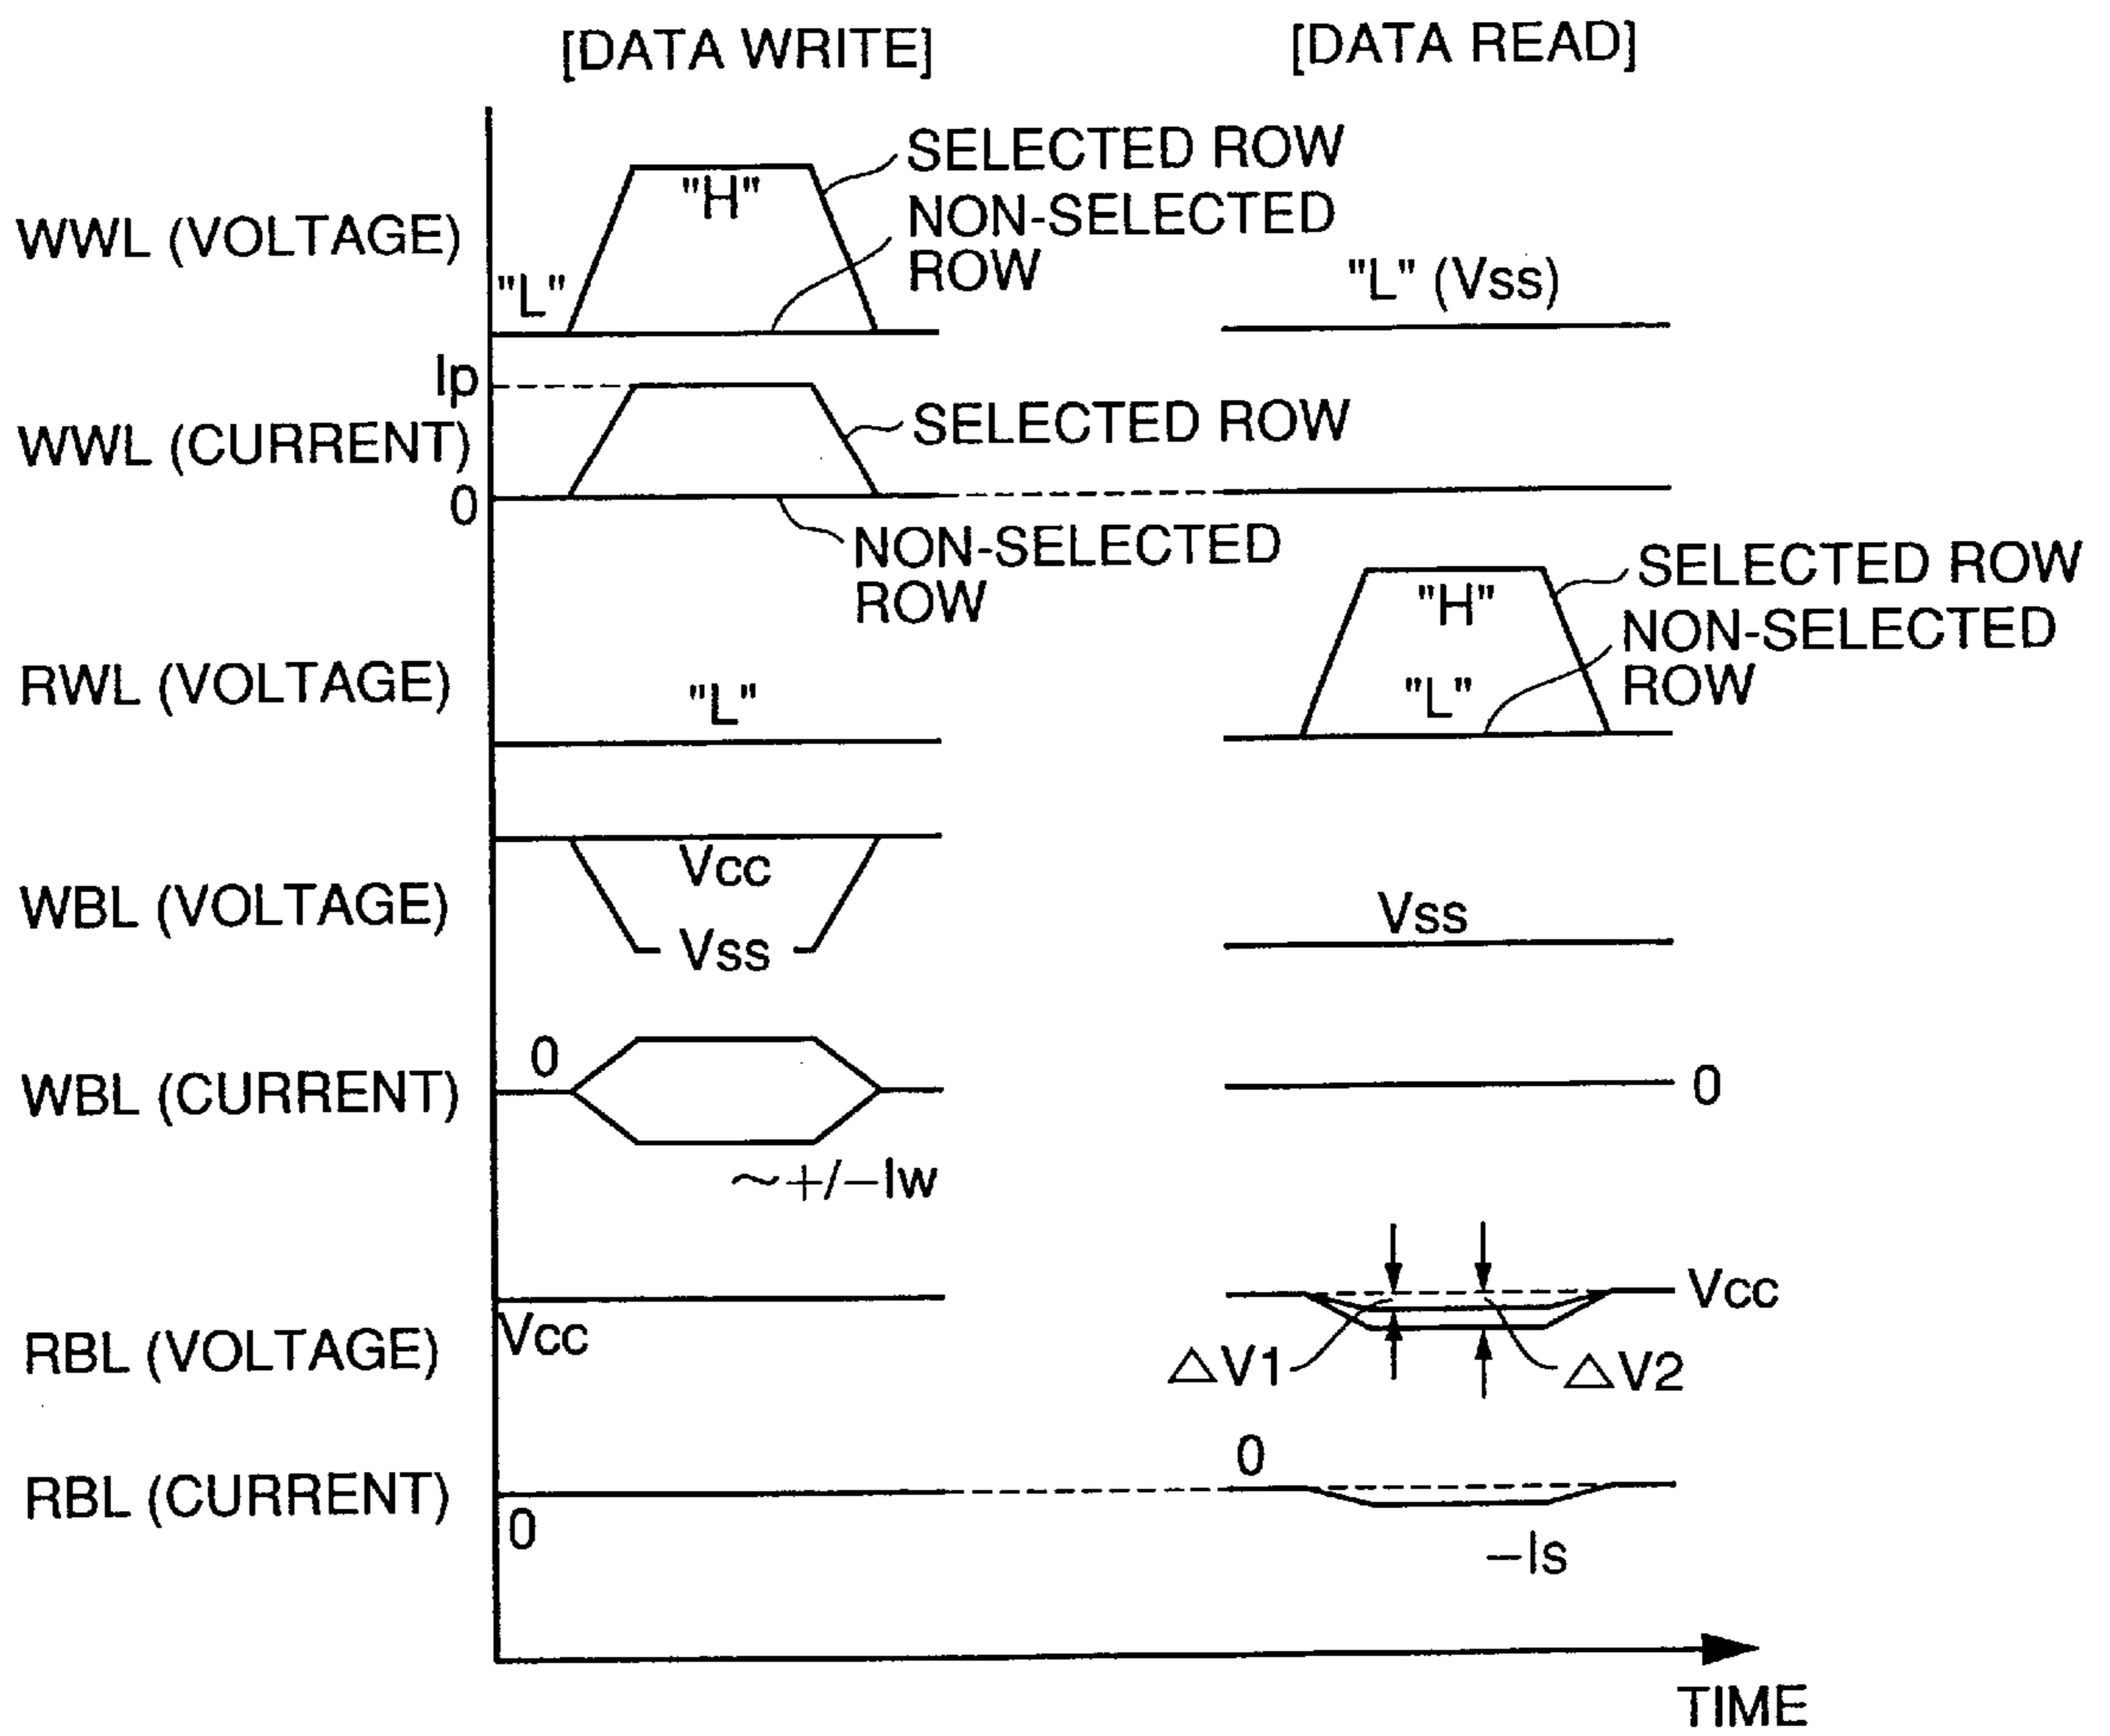 [DATA WRITE]
[DATA READ]
SELECTED ROW
"H"
NON-SELECTED
ROW
WWL (VOLTAGE)
"L"
"L" (Vss)
Ip
SELECTED ROW
WWL (CURRENT)
0
NON-SELECTED
ROW
SELECTED ROW
"H"
NON-SELECTED
ROW
RWL (VOLTAGE)
"L"
"L"
Vcc
WBL (VOLTAGE)
Vss
Vss
0
WBL (CURRENT)
0
~+/-Iw
Vcc
Vcc
RBL (VOLTAGE)
△V1
△V2
0
RBL (CURRENT)
0
-Is
TIME